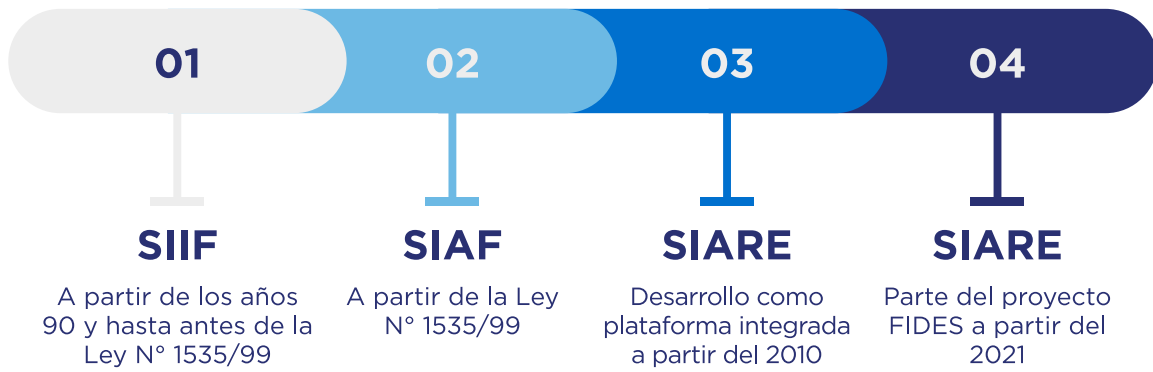 01
02
03
04
SIIF
A partir de los años
90 y hasta antes de la
Ley N° 1535/99
SIAF
A partir de la Ley
N° 1535/99
SIARE
Desarrollo como
plataforma integrada
a partir del 2010
SIARE
Parte del proyecto
FIDES a partir del
2021